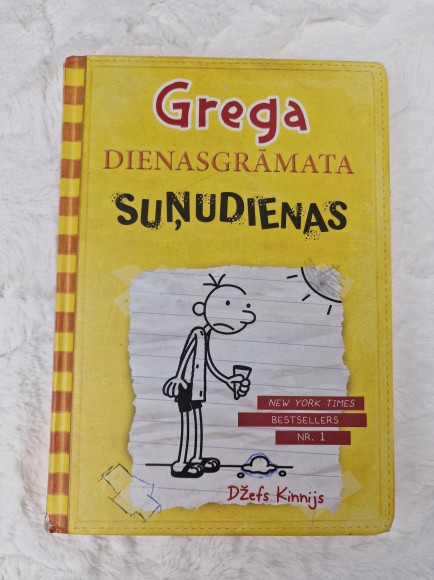 Grega
DIENASGRĀMATA
SUŅUDIENAS
NEW YORK TIMES
BESTSELLERS
NR. 1
Džefs Kinnijs